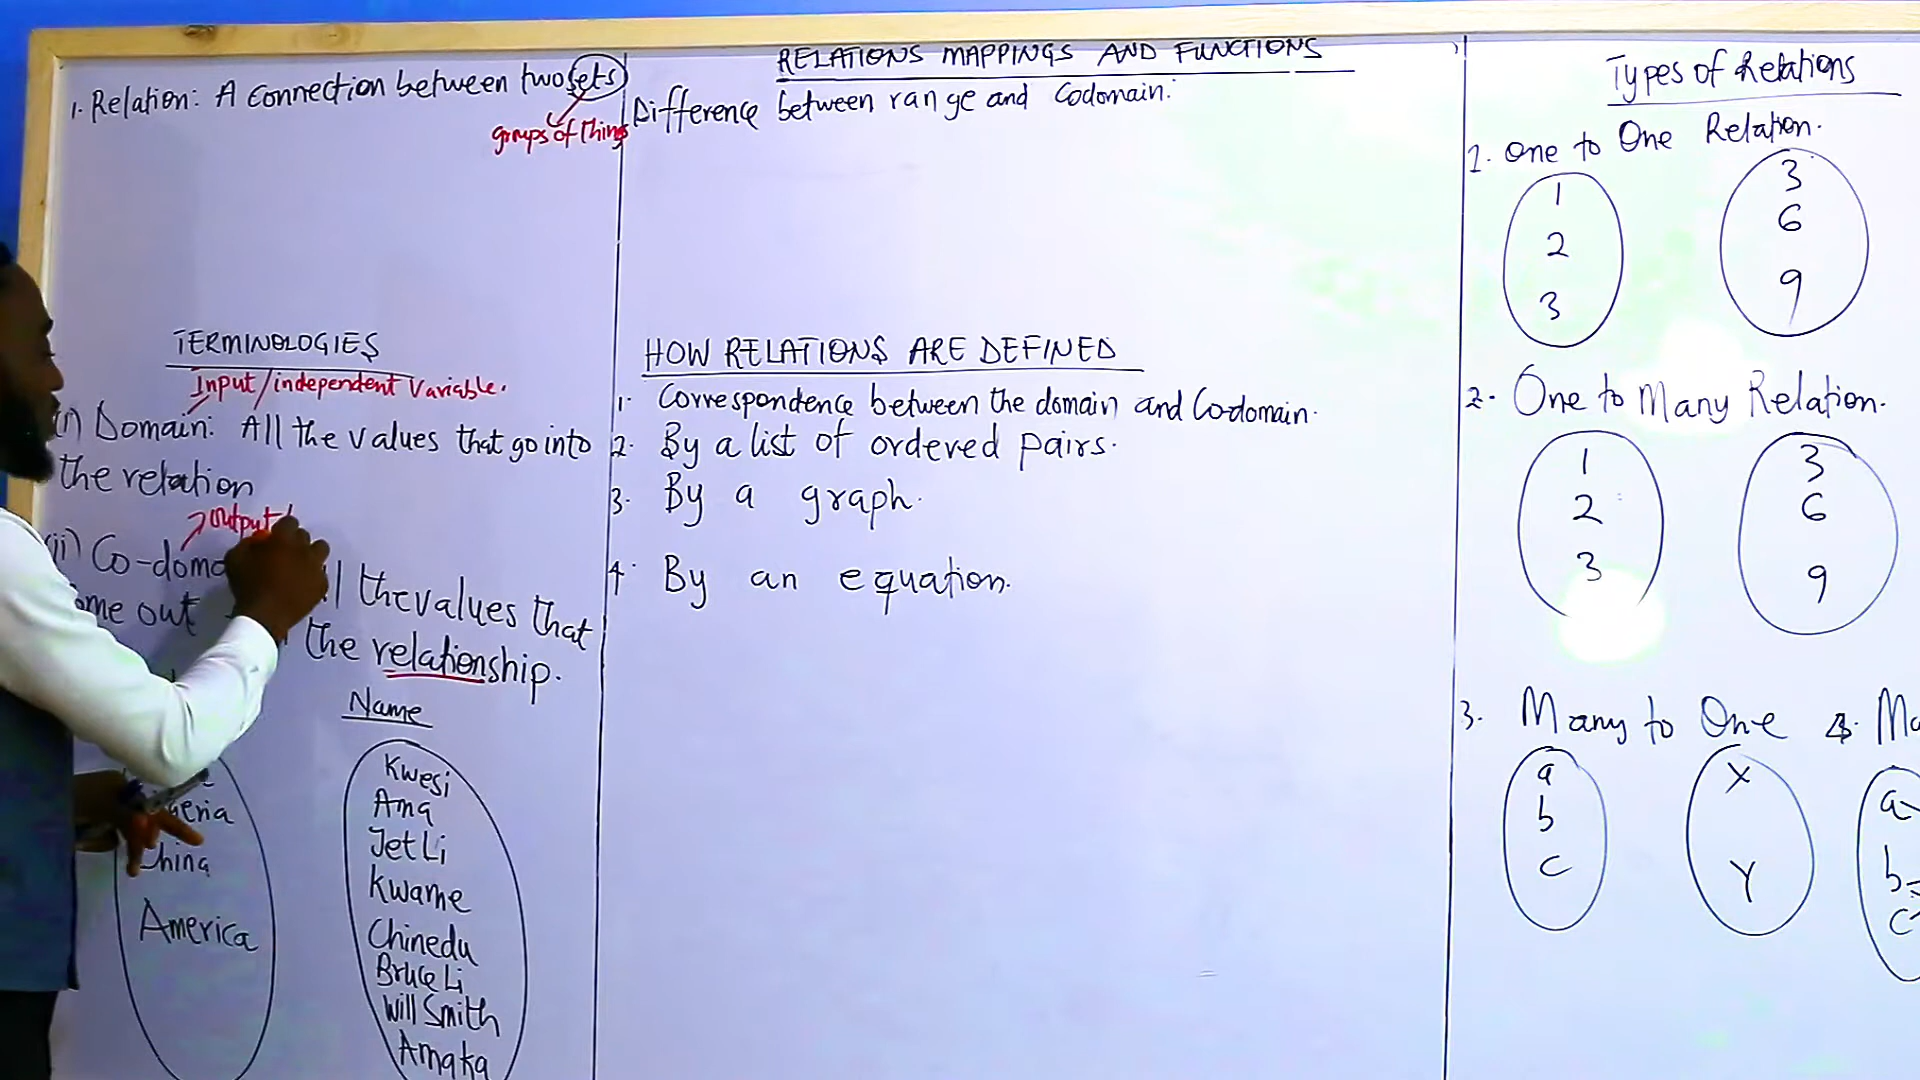 RELATIONS MAPPINGS AND FUNCTIONS
1. Relation: A Connection between two sets
groups of things
TERMINOLOGIES
Input/independent Variable.
(i) Domain: All the values that go into
the relation
output/
(ii) Co-doma
me out
the values that
the relationship.
Name
China
America
Kwesi
Ama
Jet Li
Kwame
Chinedu
Bruce Li
Will Smith
Amaka
Difference between range and Codomain:
HOW RELATIONS ARE DEFINED
1. Correspondence between the domain and Co-domain.
2. By a list of ordered pairs.
3. By a graph.
4. By an equation.
Types of Relations
1. One to One Relation.
1
2
3
3
6
9
2. One to Many Relation.
1
2
3
3
6
9
3. Many to One
a
b
c
X
Y
4. Ma
a
b
c